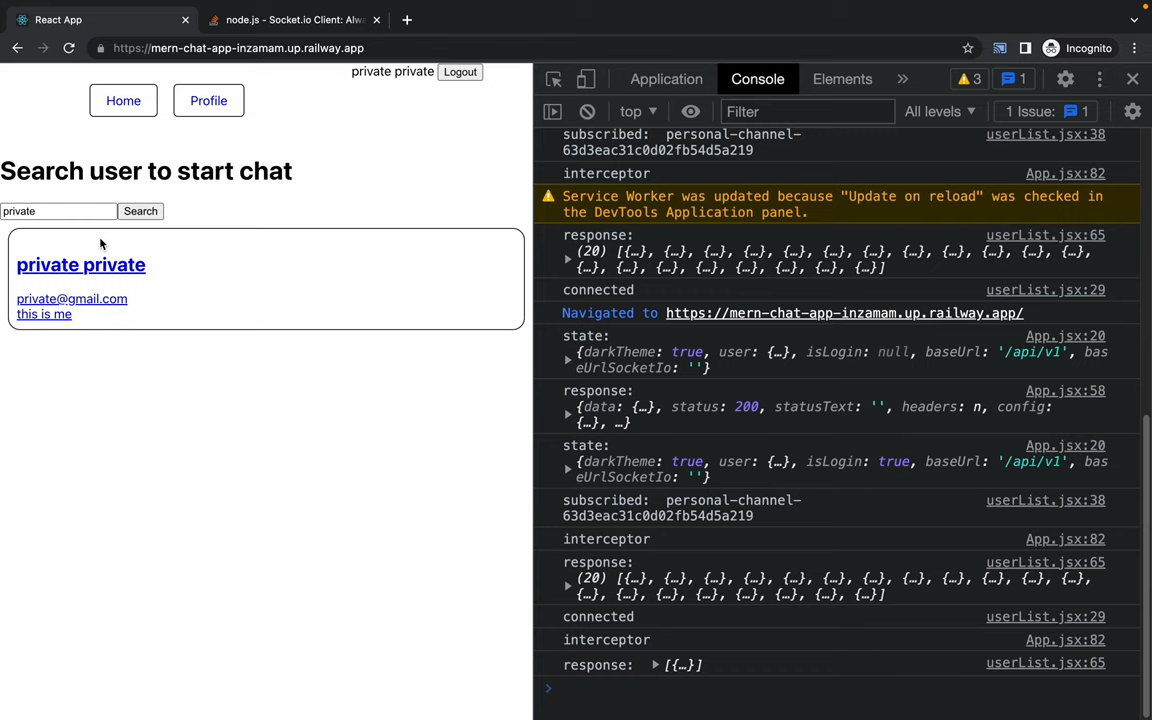 React App
node.js - Socket.io Client: Alwa
https://mern-chat-app-inzamam.up.railway.app
Incognito
private private Logout
Home Profile
Search user to start chat
private Search
private private
private@gmail.com
this is me
Application Console Elements 3 1
top Filter All levels 1 Issue: 1
subscribed: personal-channel- userList.jsx:38
63d3eac31c0d02fb54d5a219
interceptor App.jsx:82
Service Worker was updated because "Update on reload" was checked in
the DevTools Application panel.
response: userList.jsx:65
(20) [{…}, {…}, {…}, {…}, {…}, {…}, {…}, {…}, {…}, {…}, {…},
{…}, {…}, {…}, {…}, {…}, {…}, {…}, {…}, {…}]
connected userList.jsx:29
Navigated to https://mern-chat-app-inzamam.up.railway.app/
state: App.jsx:20
{darkTheme: true, user: {…}, isLogin: null, baseUrl: '/api/v1', bas
eUrlSocketIo: ''}
response: App.jsx:58
{data: {…}, status: 200, statusText: '', headers: n, config:
{…}, …}
state: App.jsx:20
{darkTheme: true, user: {…}, isLogin: true, baseUrl: '/api/v1', bas
eUrlSocketIo: ''}
subscribed: personal-channel- userList.jsx:38
63d3eac31c0d02fb54d5a219
interceptor App.jsx:82
response: userList.jsx:65
(20) [{…}, {…}, {…}, {…}, {…}, {…}, {…}, {…}, {…}, {…}, {…},
{…}, {…}, {…}, {…}, {…}, {…}, {…}, {…}, {…}]
connected userList.jsx:29
interceptor App.jsx:82
response: [{…}] userList.jsx:65